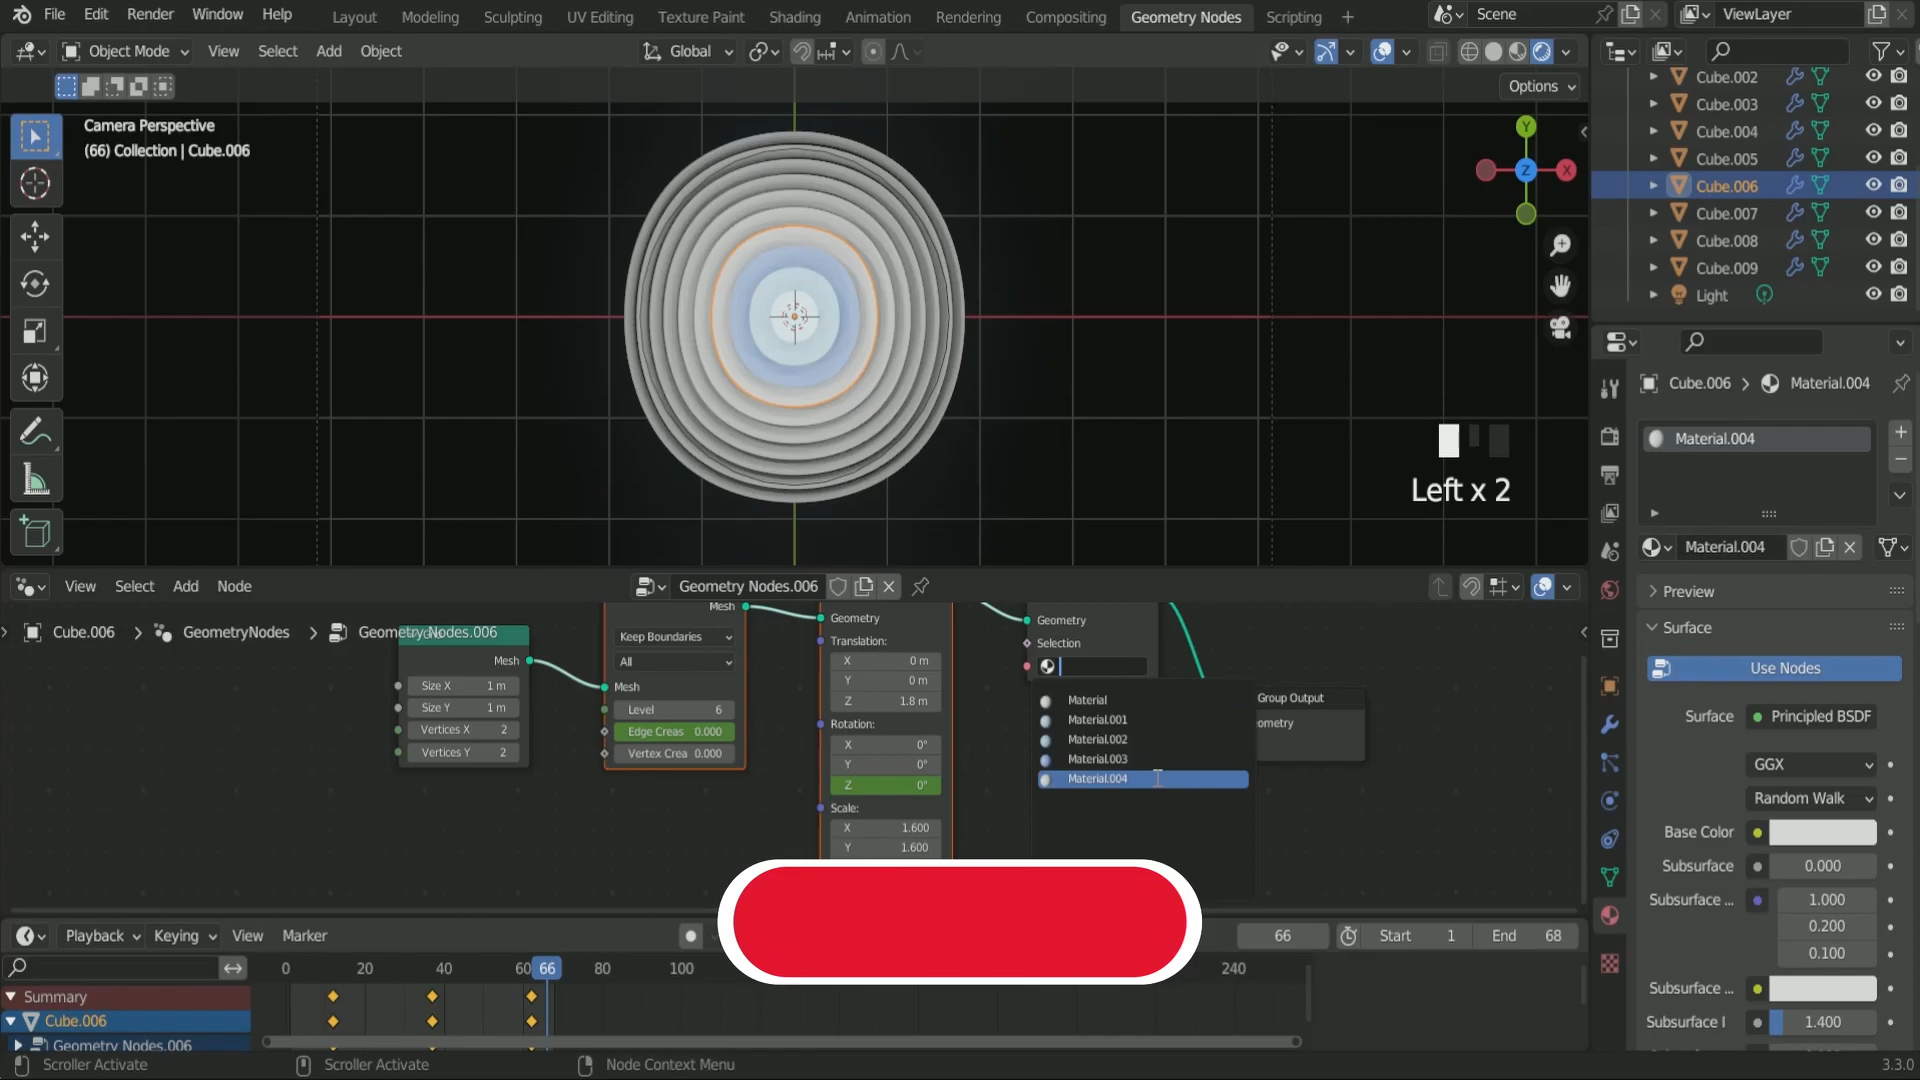 File Edit Render Window Help Layout Modeling Sculpting UV Editing Texture Paint Shading Animation Rendering Compositing Geometry Nodes Scripting + Scene ViewLayer
Object Mode View Select Add Object Global
Options
Camera Perspective
(66) Collection | Cube.006
Y
Z
X
Left x 2
Cube.002
Cube.003
Cube.004
Cube.005
Cube.006
Cube.007
Cube.008
Cube.009
Light
Cube.006 > Material.004
Material.004
Material.004
Preview
Surface
Use Nodes
Surface Principled BSDF
GGX
Random Walk
Base Color
Subsurface 0.000
Subsurface ... 1.000
0.200
0.100
Subsurface ...
Subsurface I 1.400
View Select Add Node Geometry Nodes.006
Cube.006 > GeometryNodes > Geometry Nodes.006
Mesh
Size X 1 m
Size Y 1 m
Vertices X 2
Vertices Y 2
Mesh
Keep Boundaries
All
Mesh
Level 6
Edge Creas 0.000
Vertex Crea 0.000
Geometry
Translation:
X 0 m
Y 0 m
Z 1.8 m
Rotation:
X 0°
Y 0°
Z 0°
Scale:
X 1.600
Y 1.600
Geometry
Selection
Material
Material.001
Material.002
Material.003
Material.004
Group Output
ometry
Playback Keying View Marker 66 Start 1 End 68
0 20 40 60 66 80 100 240
Summary
Cube.006
Geometry Nodes.006
Scroller Activate Scroller Activate Node Context Menu 3.3.0